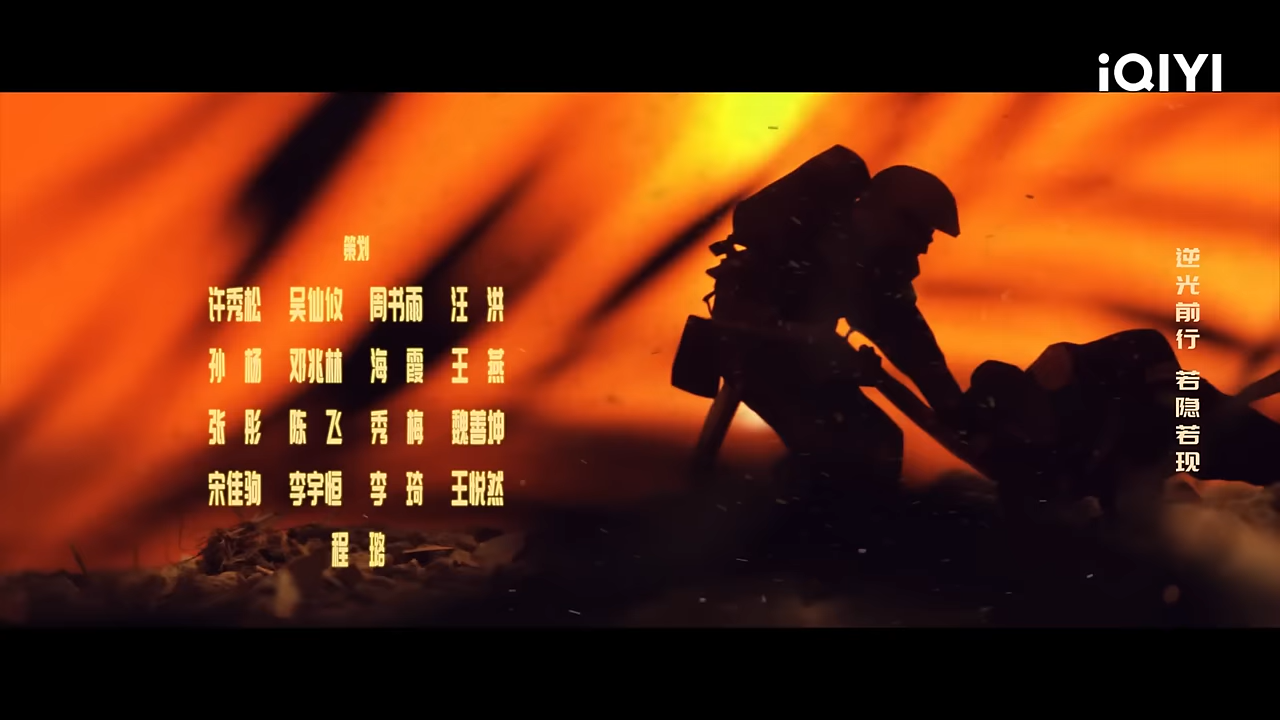 iQIYI
策划
许秀松 吴仙攸 周书雨 汪 洪
孙 杨 邓兆林 海 霞 王 燕
张 彤 陈 飞 秀 梅 魏善坤
宋佳驹 李宇恒 李 琦 王悦然
程 璐
逆光前行 若隐若现